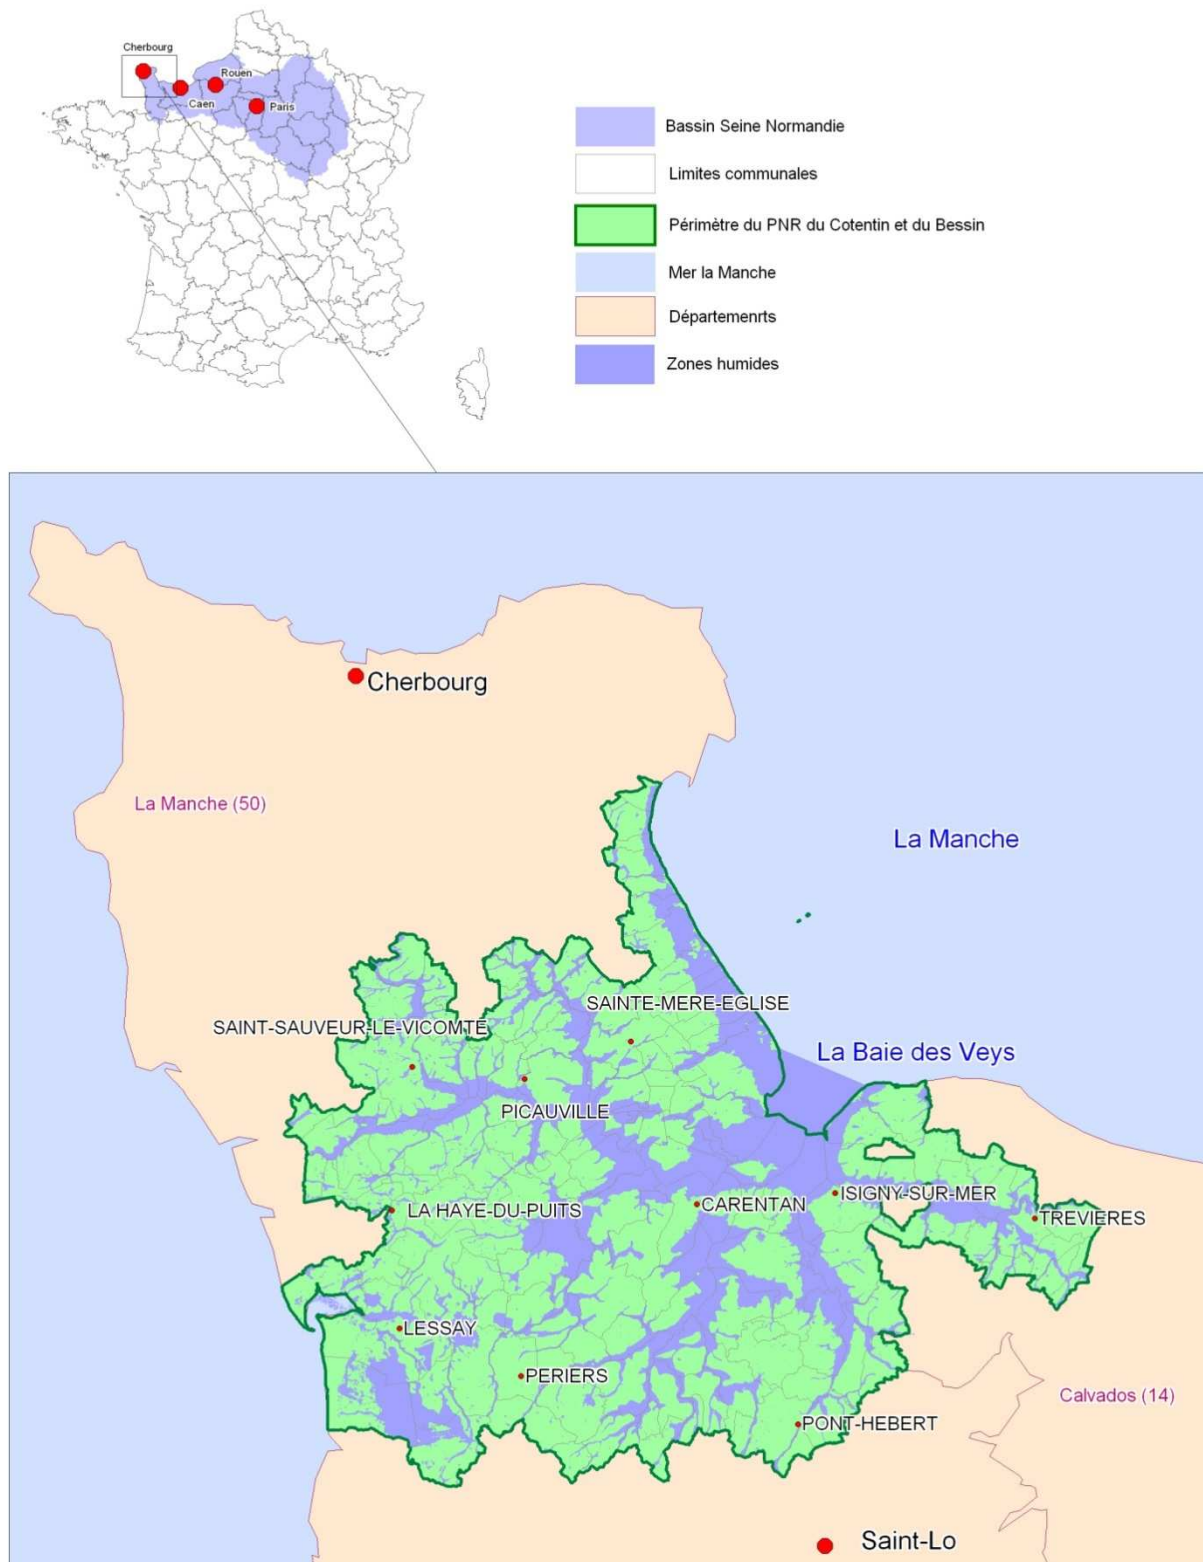 Cherbourg
Rouen
Caen
Paris
Bassin Seine Normandie
Limites communales
Périmètre du PNR du Cotentin et du Bessin
Mer la Manche
Départemenrts
Zones humides
Cherbourg
La Manche (50)
La Manche
SAINTE-MERE-EGLISE
SAINT-SAUVEUR-LE-VICOMTE
La Baie des Veys
PICAUVILLE
ISIGNY-SUR-MER
LA HAYE-DU-PUITS
CARENTAN
TREVIERES
LESSAY
PERIERS
Calvados (14)
PONT-HEBERT
Saint-Lo